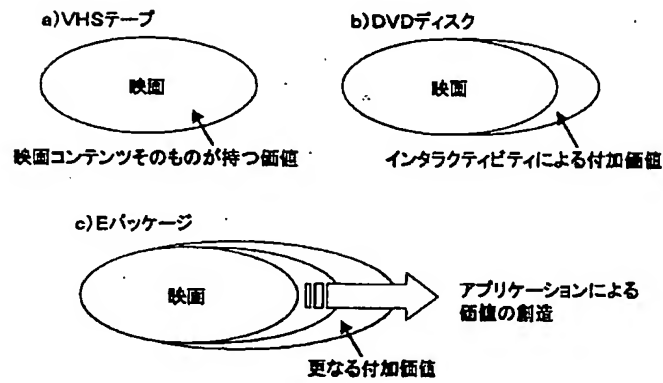 a)VHSテープ
映画
映画コンテンツそのものが持つ価値
b)DVDディスク
映画
インタラクティビティによる付加価値
c)Eパッケージ
映画
アプリケーションによる
価値の創造
更なる付加価値